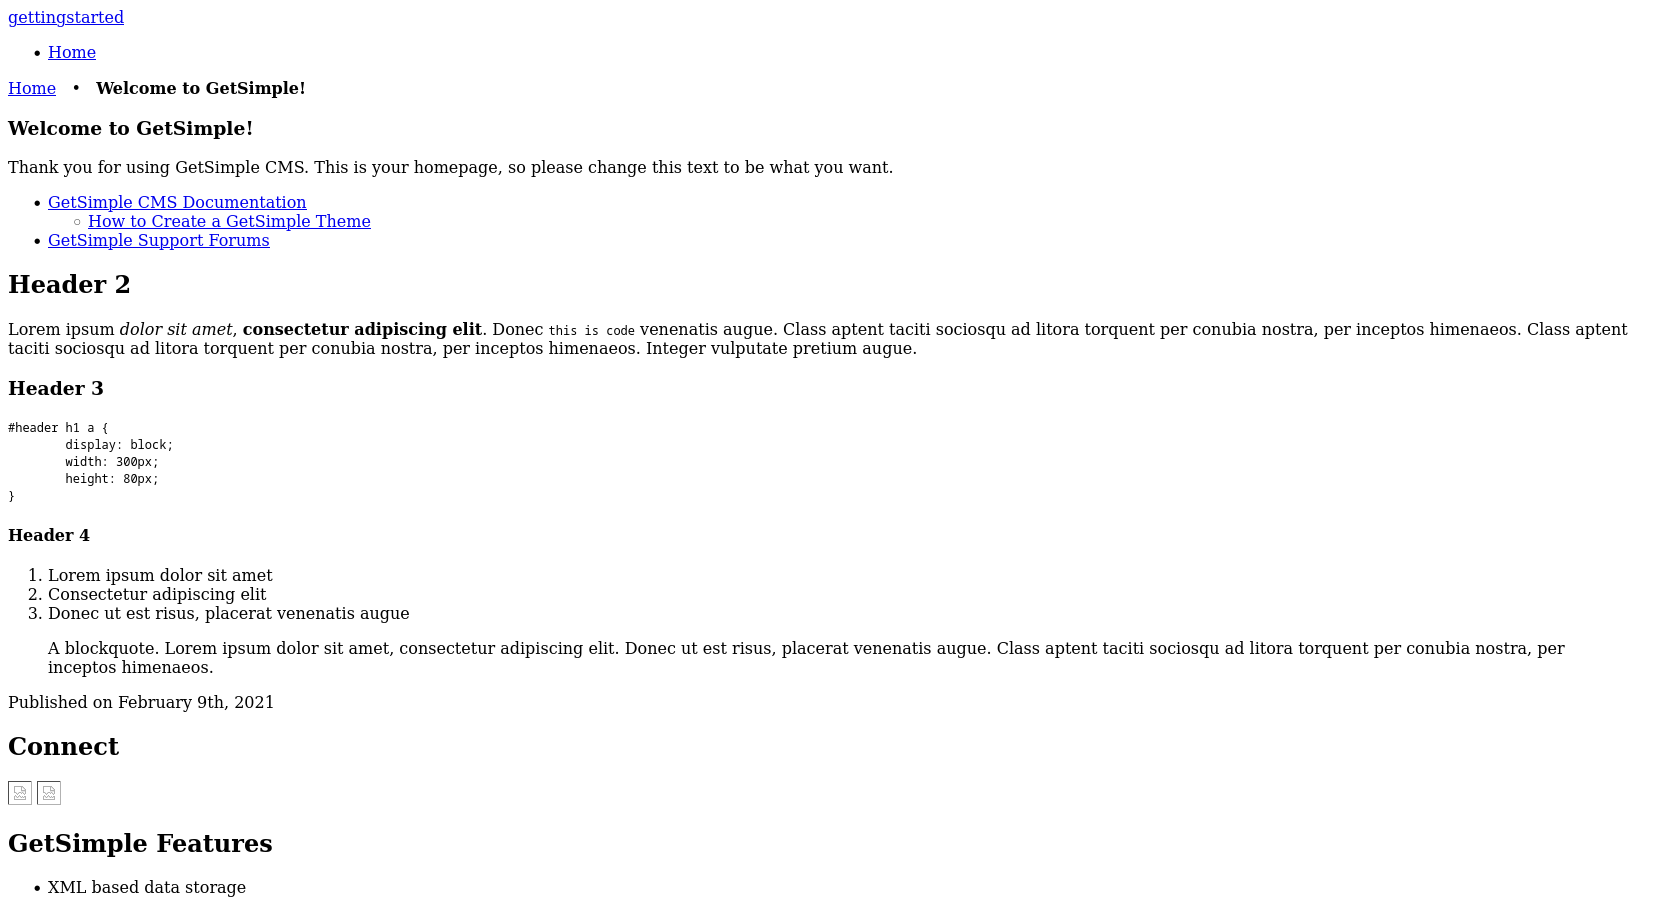 gettingstarted
• Home
Home • Welcome to GetSimple!
Welcome to GetSimple!
Thank you for using GetSimple CMS. This is your homepage, so please change this text to be what you want.
• GetSimple CMS Documentation
◦ How to Create a GetSimple Theme
• GetSimple Support Forums
Header 2
Lorem ipsum dolor sit amet, consectetur adipiscing elit. Donec this is code venenatis augue. Class aptent taciti sociosqu ad litora torquent per conubia nostra, per inceptos himenaeos. Class aptent
taciti sociosqu ad litora torquent per conubia nostra, per inceptos himenaeos. Integer vulputate pretium augue.
Header 3
#header h1 a {
        display: block;
        width: 300px;
        height: 80px;
}
Header 4
1. Lorem ipsum dolor sit amet
2. Consectetur adipiscing elit
3. Donec ut est risus, placerat venenatis augue
A blockquote. Lorem ipsum dolor sit amet, consectetur adipiscing elit. Donec ut est risus, placerat venenatis augue. Class aptent taciti sociosqu ad litora torquent per conubia nostra, per
inceptos himenaeos.
Published on February 9th, 2021
Connect
GetSimple Features
• XML based data storage